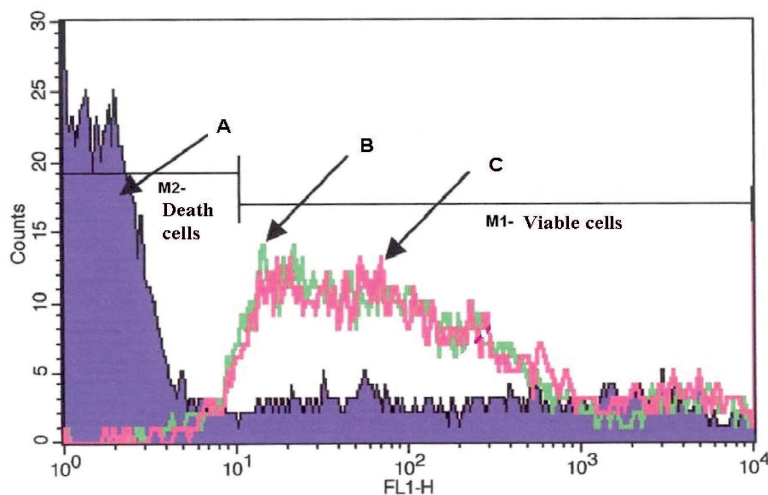 30
25
20
15
10
5
0
Counts
A
B
C
M2-
Death
cells
M1- Viable cells
10⁰
10¹
10²
10³
10⁴
FL1-H